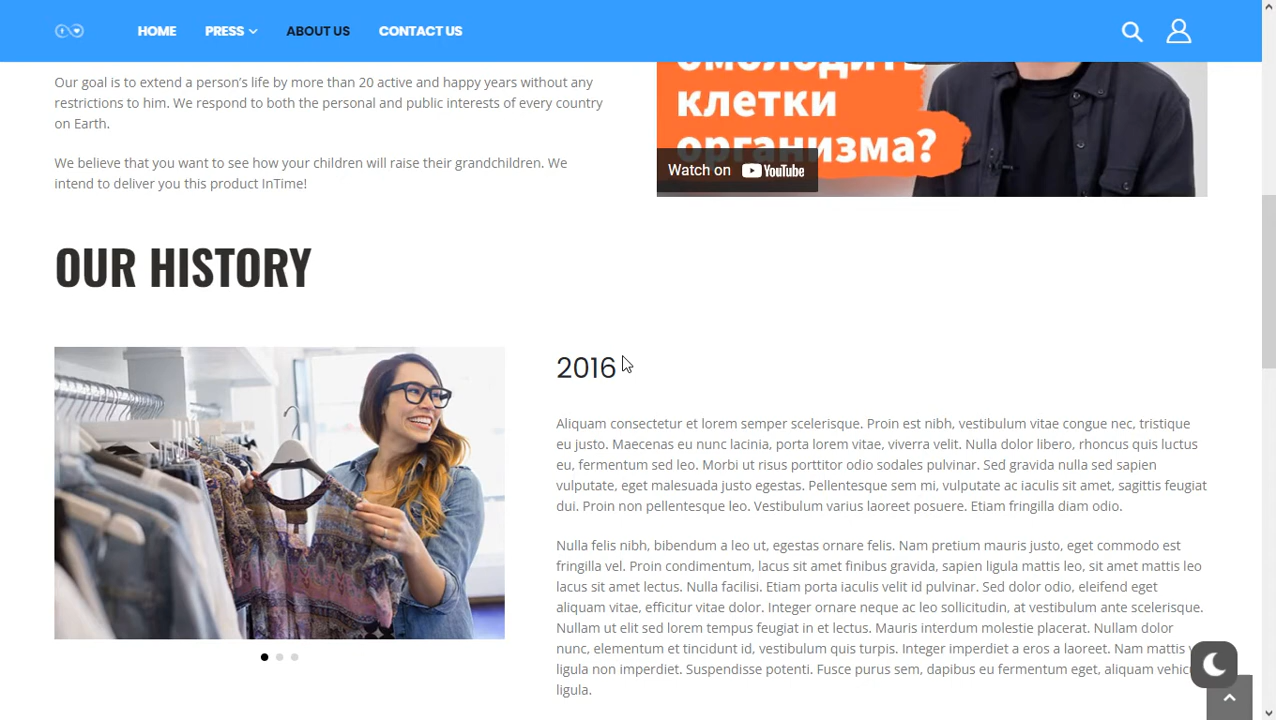 HOME PRESS ABOUT US CONTACT US
Our goal is to extend a person's life by more than 20 active and happy years without any
restrictions to him. We respond to both the personal and public interests of every country
on Earth.
We believe that you want to see how your children will raise their grandchildren. We
intend to deliver you this product InTime!
омолодить
клетки
организма?
Watch on YouTube
OUR HISTORY
2016
Aliquam consectetur et lorem semper scelerisque. Proin est nibh, vestibulum vitae congue nec, tristique
eu justo. Maecenas eu nunc lacinia, porta lorem vitae, viverra velit. Nulla dolor libero, rhoncus quis luctus
eu, fermentum sed leo. Morbi ut risus porttitor odio sodales pulvinar. Sed gravida nulla sed sapien
vulputate, eget malesuada justo egestas. Pellentesque sem mi, vulputate ac iaculis sit amet, sagittis feugiat
dui. Proin non pellentesque leo. Vestibulum varius laoreet posuere. Etiam fringilla diam odio.
Nulla felis nibh, bibendum a leo ut, egestas ornare felis. Nam pretium mauris justo, eget commodo est
fringilla vel. Proin condimentum, lacus sit amet finibus gravida, sapien ligula mattis leo, sit amet mattis leo
lacus sit amet lectus. Nulla facilisi. Etiam porta iaculis velit id pulvinar. Sed dolor odio, eleifend eget
aliquam vitae, efficitur vitae dolor. Integer ornare neque ac leo sollicitudin, at vestibulum ante scelerisque.
Nullam ut elit sed lorem tempus feugiat in et lectus. Mauris interdum molestie placerat. Nullam dolor
nunc, elementum et tincidunt id, vestibulum quis turpis. Integer imperdiet a eros a laoreet. Nam mattis
ligula non imperdiet. Suspendisse potenti. Fusce purus sem, dapibus eu fermentum eget, aliquam
ligula.